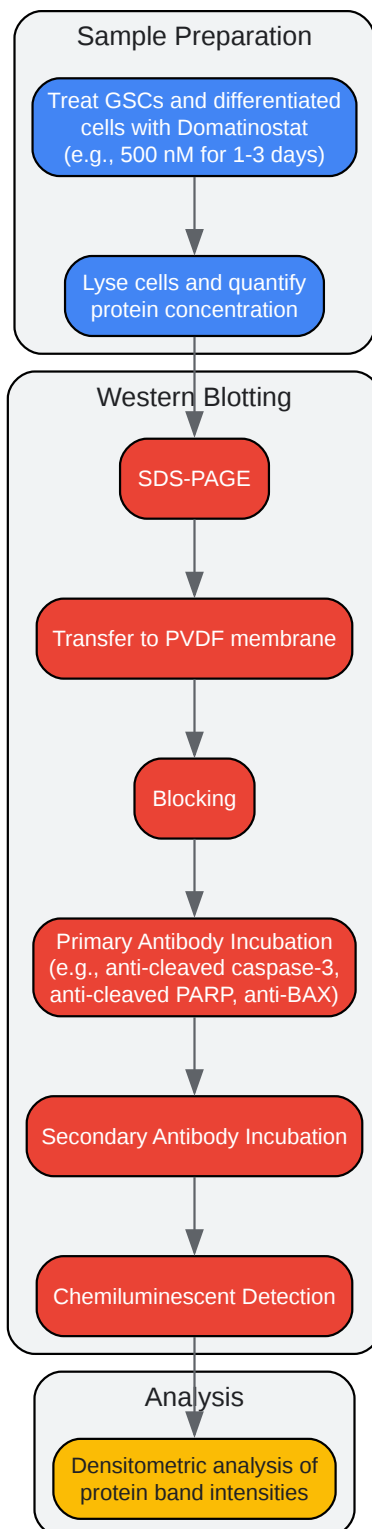 Sample Preparation
Treat GSCs and differentiated
cells with Domatinostat
(e.g., 500 nM for 1-3 days)
Lyse cells and quantify
protein concentration
Western Blotting
SDS-PAGE
Transfer to PVDF membrane
Blocking
Primary Antibody Incubation
(e.g., anti-cleaved caspase-3,
anti-cleaved PARP, anti-BAX)
Secondary Antibody Incubation
Chemiluminescent Detection
Analysis
Densitometric analysis of
protein band intensities